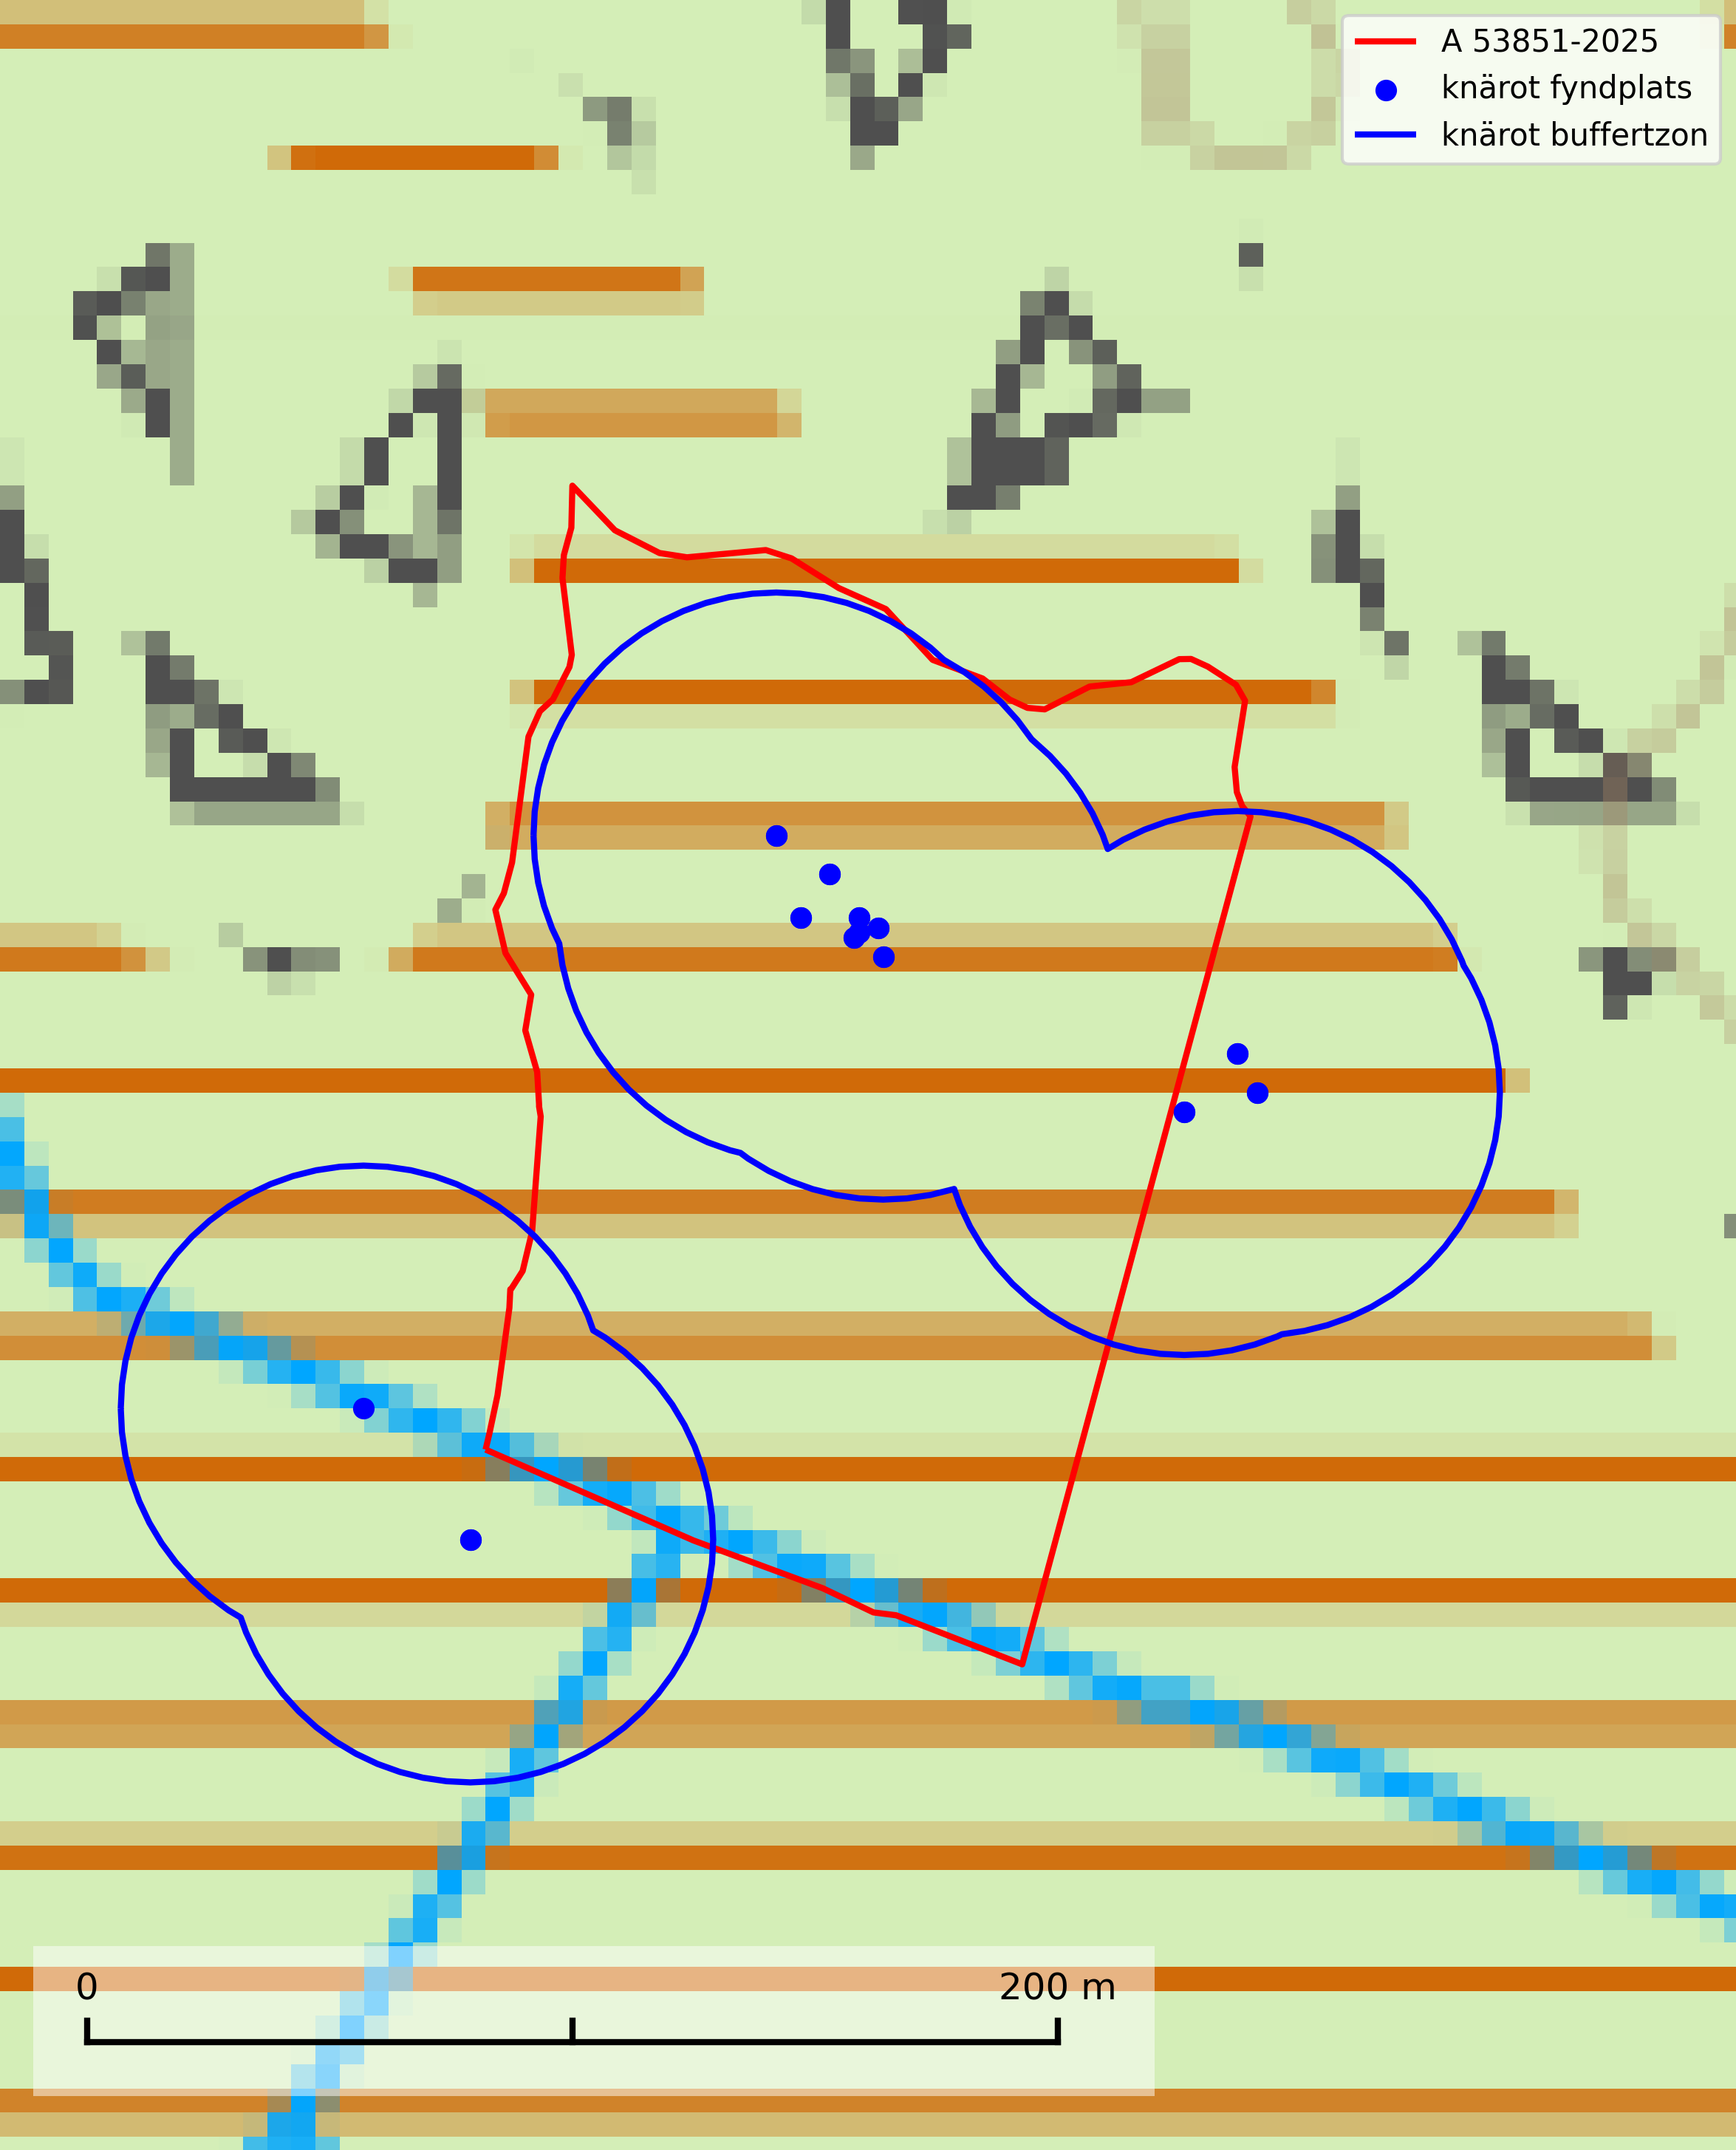 A 53851-2025
knärot fyndplats
knärot buffertzon
0
200 m